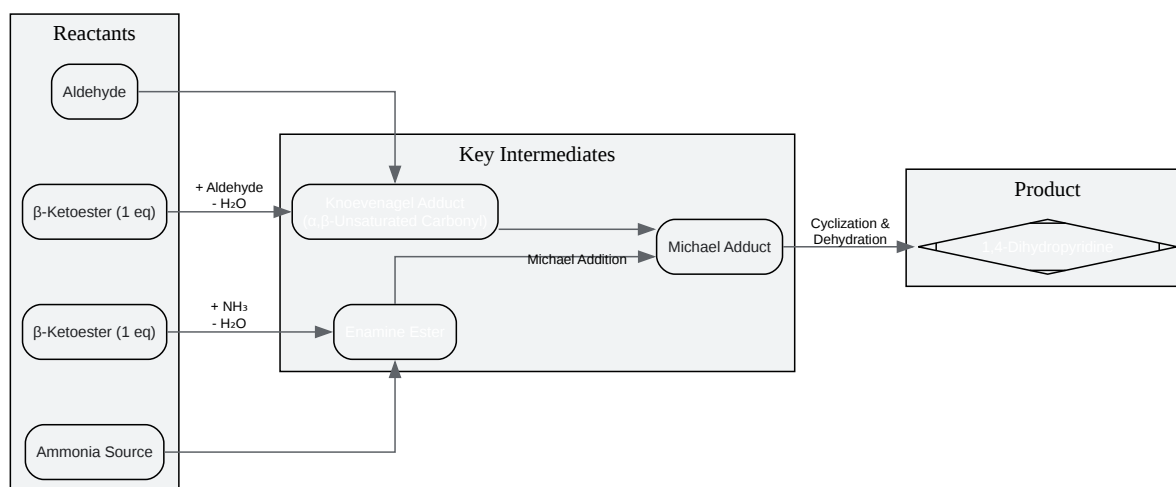 Reactants
Aldehyde
Key Intermediates
+ Aldehyde
- H₂O
β-Ketoester (1 eq)
Knoevenagel Adduct
(α,β-Unsaturated Carbonyl)
Product
Cyclization &
Dehydration
Michael Adduct
1,4-Dihydropyridine
Michael Addition
+ NH₃
- H₂O
β-Ketoester (1 eq)
Enamine Ester
Ammonia Source